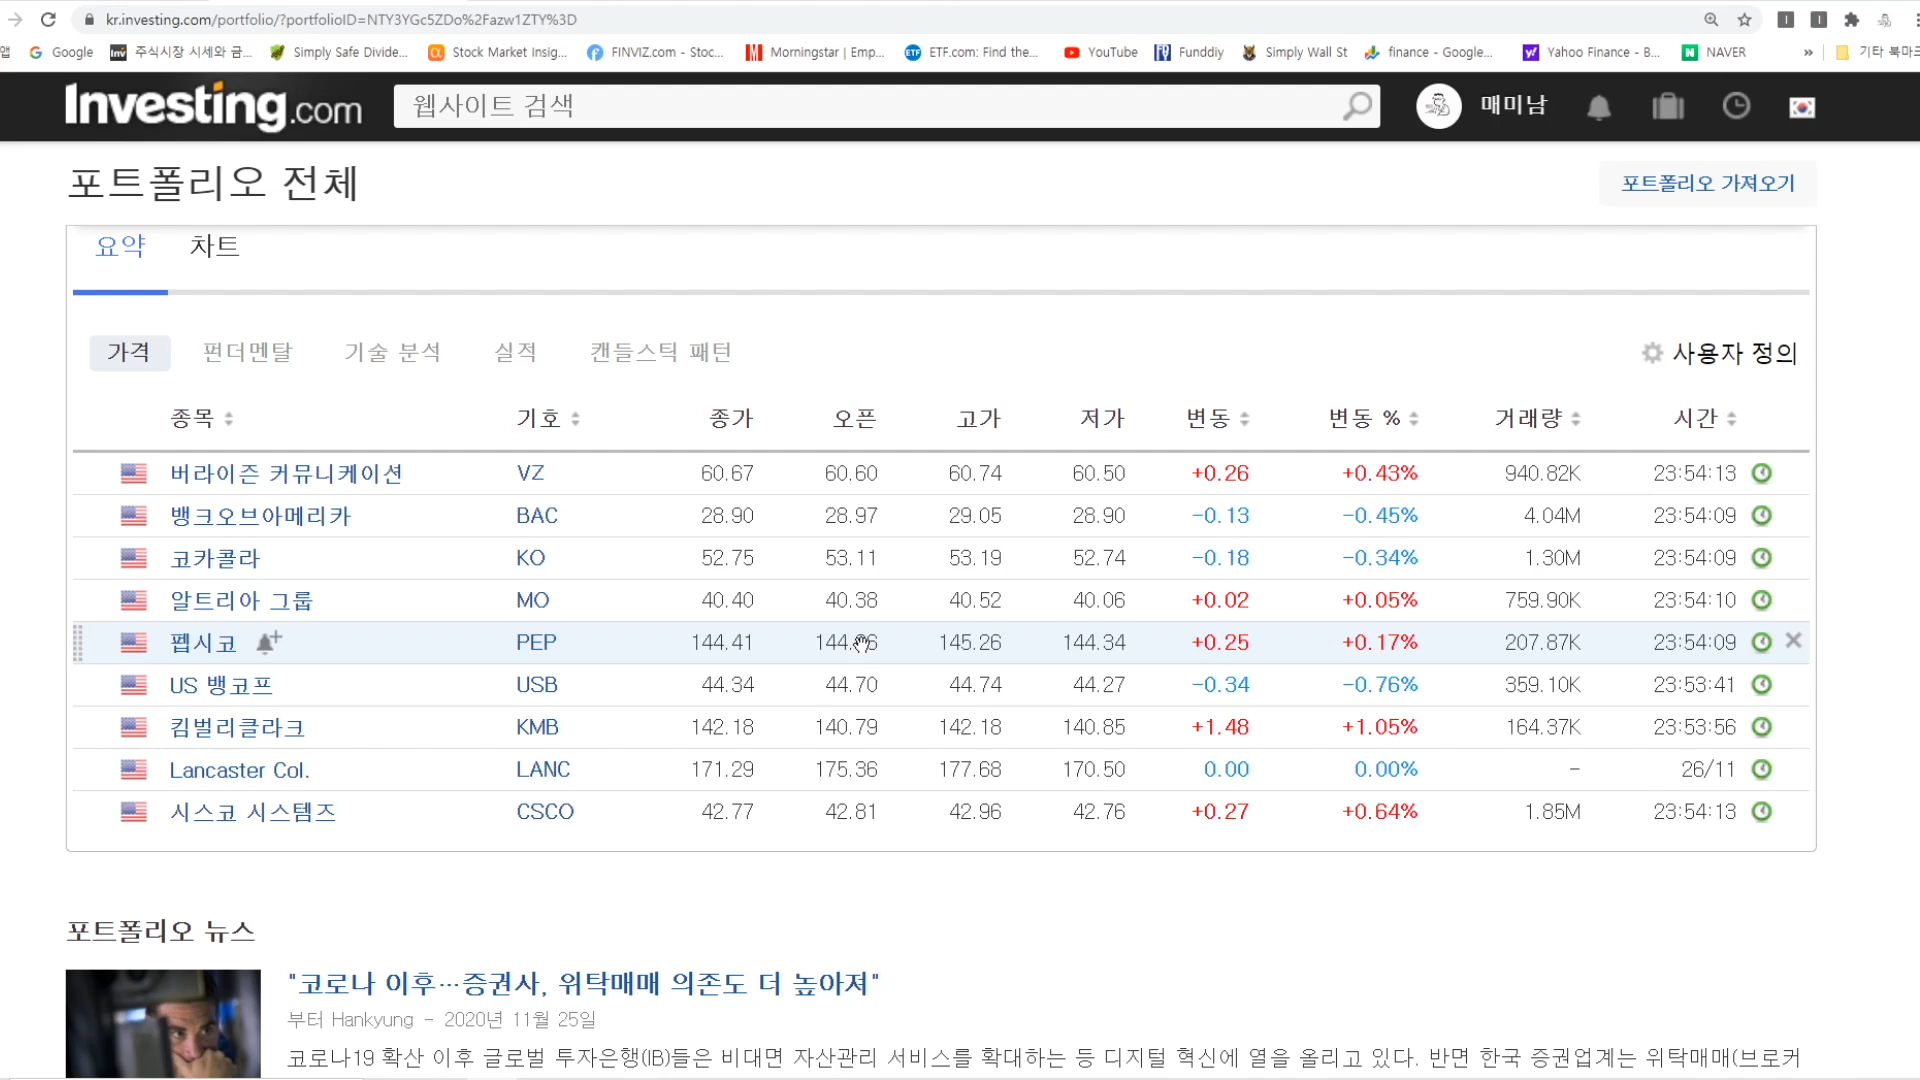 kr.investing.com/portfolio/?portfolioID=NTY3YGc5ZDo%2Fazw1ZTY%3D
앱 Google 주식시장 시세와 금... Simply Safe Divide... Stock Market Insig... FINVIZ.com - Stoc... Morningstar | Emp... ETF.com: Find the... YouTube Funddiy Simply Wall St finance - Google... Yahoo Finance - B... NAVER » 기타 북마크
Investing.com 웹사이트 검색 매미남
포트폴리오 전체 포트폴리오 가져오기
요약 차트
가격 펀더멘탈 기술 분석 실적 캔들스틱 패턴 사용자 정의
종목 기호 종가 오픈 고가 저가 변동 변동 % 거래량 시간
버라이즌 커뮤니케이션 VZ 60.67 60.60 60.74 60.50 +0.26 +0.43% 940.82K 23:54:13
뱅크오브아메리카 BAC 28.90 28.97 29.05 28.90 -0.13 -0.45% 4.04M 23:54:09
코카콜라 KO 52.75 53.11 53.19 52.74 -0.18 -0.34% 1.30M 23:54:09
알트리아 그룹 MO 40.40 40.38 40.52 40.06 +0.02 +0.05% 759.90K 23:54:10
펩시코 PEP 144.41 145.26 144.34 +0.25 +0.17% 207.87K 23:54:09
US 뱅코프 USB 44.34 44.70 44.74 44.27 -0.34 -0.76% 359.10K 23:53:41
킴벌리클라크 KMB 142.18 140.79 142.18 140.85 +1.48 +1.05% 164.37K 23:53:56
Lancaster Col. LANC 171.29 175.36 177.68 170.50 0.00 0.00% - 26/11
시스코 시스템즈 CSCO 42.77 42.81 42.96 42.76 +0.27 +0.64% 1.85M 23:54:13
포트폴리오 뉴스
"코로나 이후…증권사, 위탁매매 의존도 더 높아져"
부터 Hankyung - 2020년 11월 25일
코로나19 확산 이후 글로벌 투자은행(IB)들은 비대면 자산관리 서비스를 확대하는 등 디지털 혁신에 열을 올리고 있다. 반면 한국 증권업계는 위탁매매(브로커